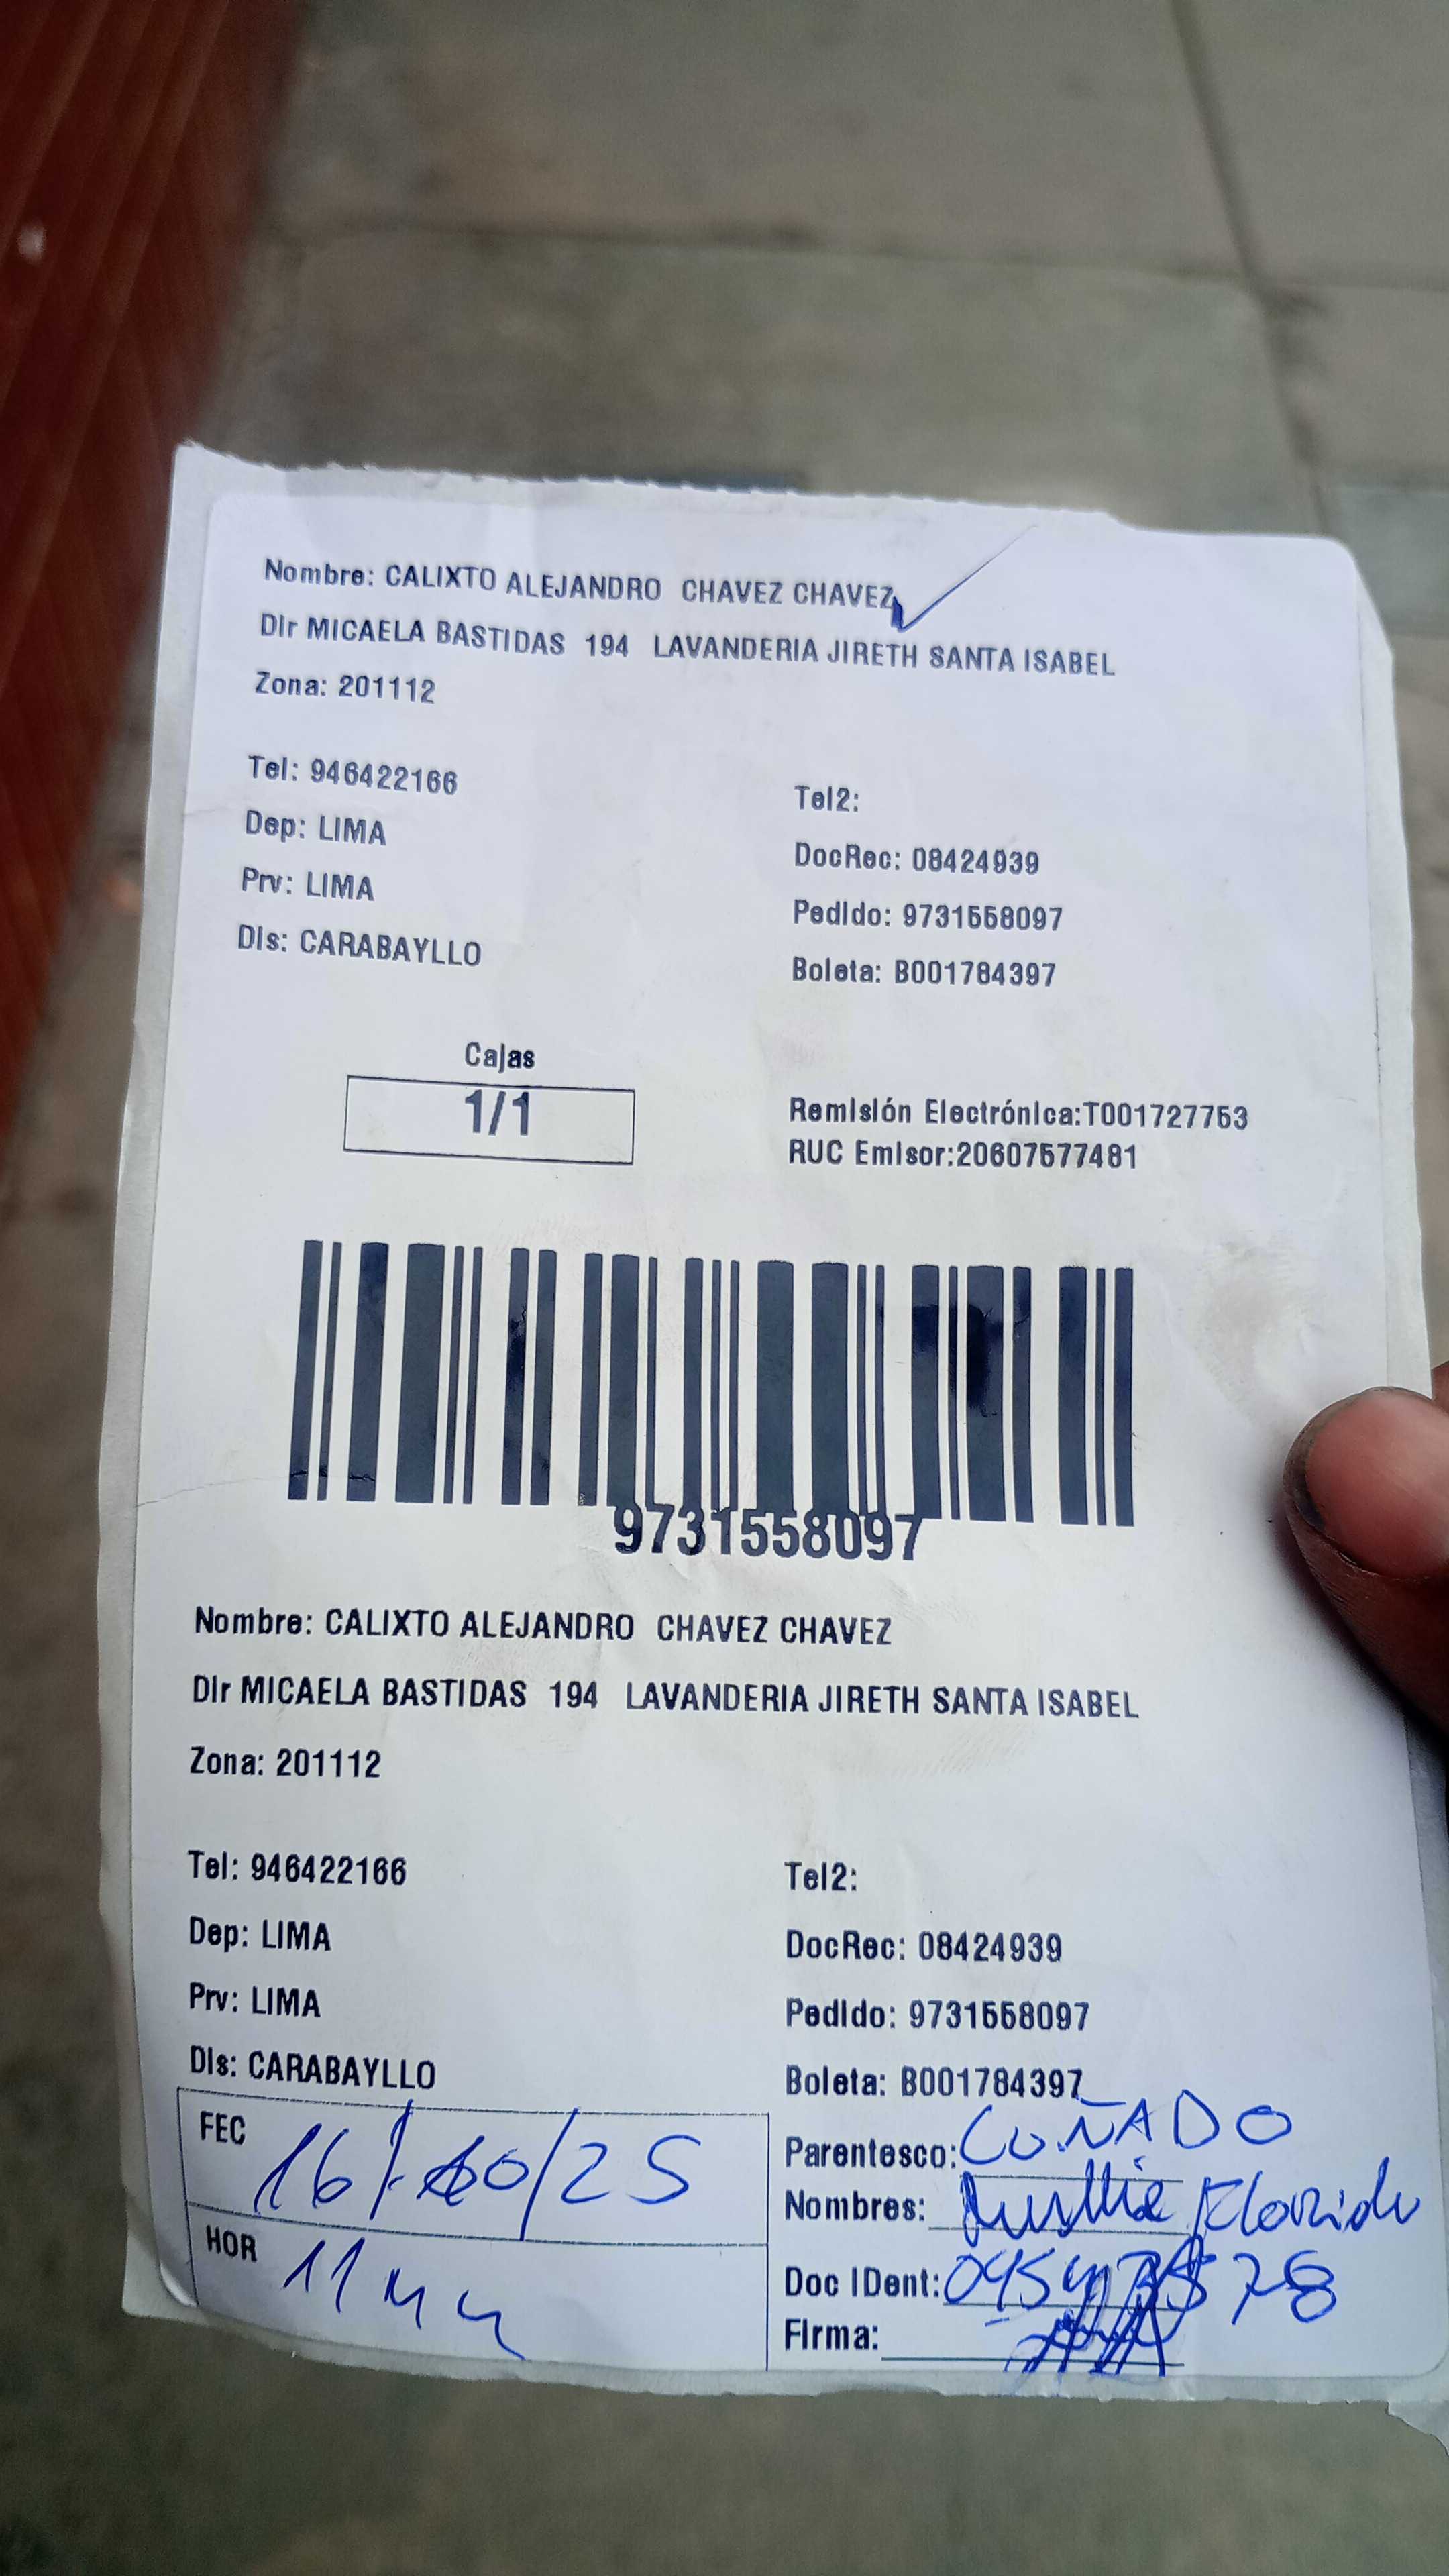 Nombre: CALIXTO ALEJANDRO CHAVEZ CHAVEZ
Dir MICAELA BASTIDAS 194 LAVANDERIA JIRETH SANTA ISABEL
Zona: 201112
Tel: 946422166
Tel2:
Dep: LIMA
DocRec: 08424939
Prv: LIMA
Pedido: 9731558097
Dis: CARABAYLLO
Boleta: B001784397
Cajas
1/1
Remisión Electrónica:T001727753
RUC Emisor:20607577481
9731558097
Nombre: CALIXTO ALEJANDRO CHAVEZ CHAVEZ
Dir MICAELA BASTIDAS 194 LAVANDERIA JIRETH SANTA ISABEL
Zona: 201112
Tel: 946422166
Tel2:
Dep: LIMA
DocRec: 08424939
Prv: LIMA
Pedido: 9731558097
Dis: CARABAYLLO
Boleta: B001784397
FEC 16/10/25
Parentesco: CUÑADO
Nombres:
HOR 11
Doc IDent:
Firma: